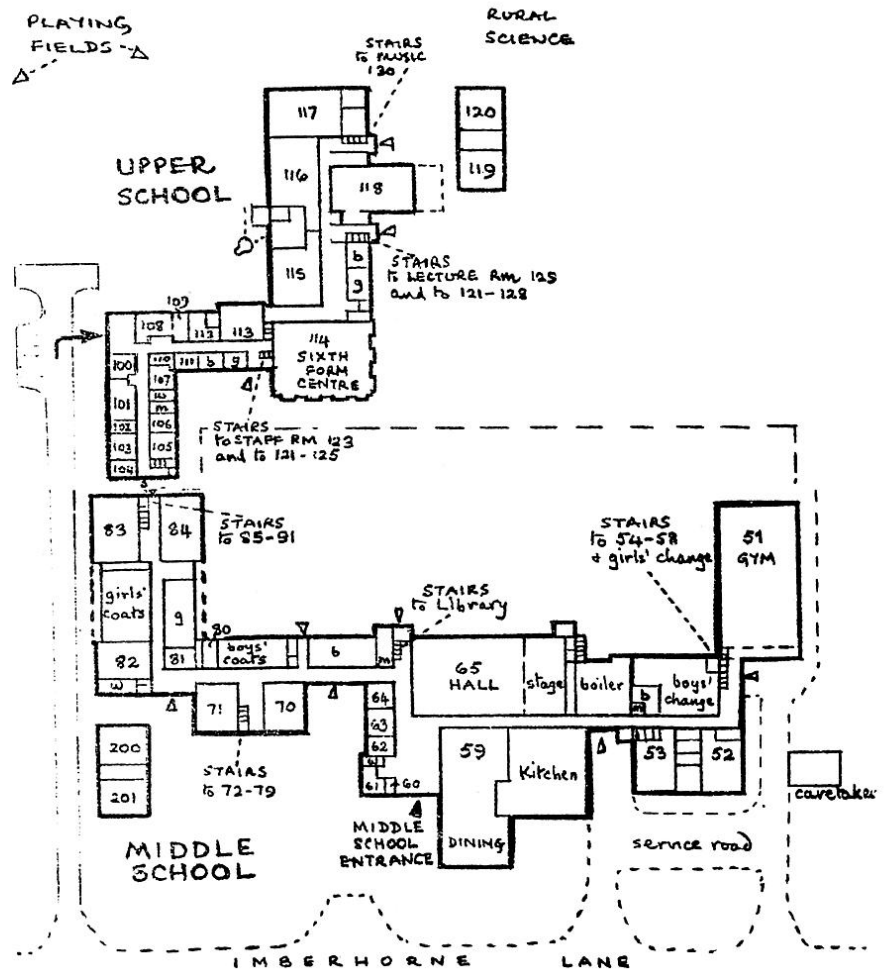 PLAYING
FIELDS
RURAL
SCIENCE
STAIRS
to MUSIC
130
117
120
119
116
118
UPPER
SCHOOL
115
b
g
STAIRS
to LECTURE RM 125
and to 121-128
109
108
112
113
114
SIXTH
FORM
CENTRE
100
110
111
b
g
107
101
w
m
102
106
103
105
104
STAIRS
to STAFF RM 123
and to 121-125
83
84
STAIRS
to 85-91
STAIRS
to 54-58
+ girls' change
51
GYM
girls'
coats
g
STAIRS
to Library
80
boys'
coats
b
m
82
81
w
65
HALL
stage
boiler
b
m
boys'
change
71
70
64
63
62
61
60
59
Kitchen
53
52
200
201
STAIRS
to 72-79
caretaker
MIDDLE
SCHOOL
ENTRANCE
DINING
service road
MIDDLE
SCHOOL
IMBERHORNE LANE